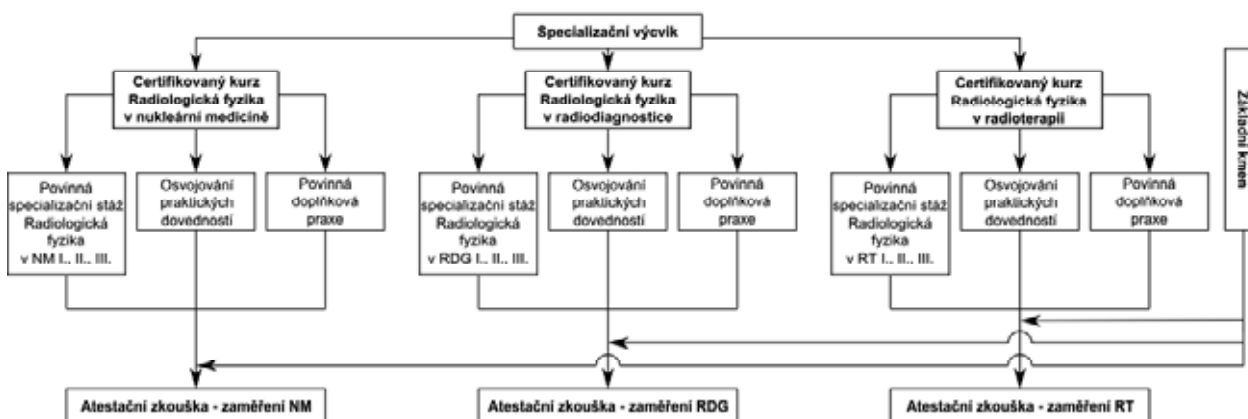 Specializační výcvik
Certifikovaný kurz
Radiologická fyzika
v nukleární medicíně
Certifikovaný kurz
Radiologická fyzika
v radiodiagnostice
Certifikovaný kurz
Radiologická fyzika
v radioterapii
Základní kmen
Povinná
specializační stáž
Radiologická
fyzika
v NM I., II., III.
Osvojování
praktických
dovedností
Povinná
doplňková
praxe
Povinná
specializační stáž
Radiologická
fyzika
v RDG I., II., III.
Osvojování
praktických
dovedností
Povinná
doplňková
praxe
Povinná
specializační stáž
Radiologická
fyzika
v RT I., II., III.
Osvojování
praktických
dovedností
Povinná
doplňková
praxe
Atestační zkouška - zaměření NM
Atestační zkouška - zaměření RDG
Atestační zkouška - zaměření RT